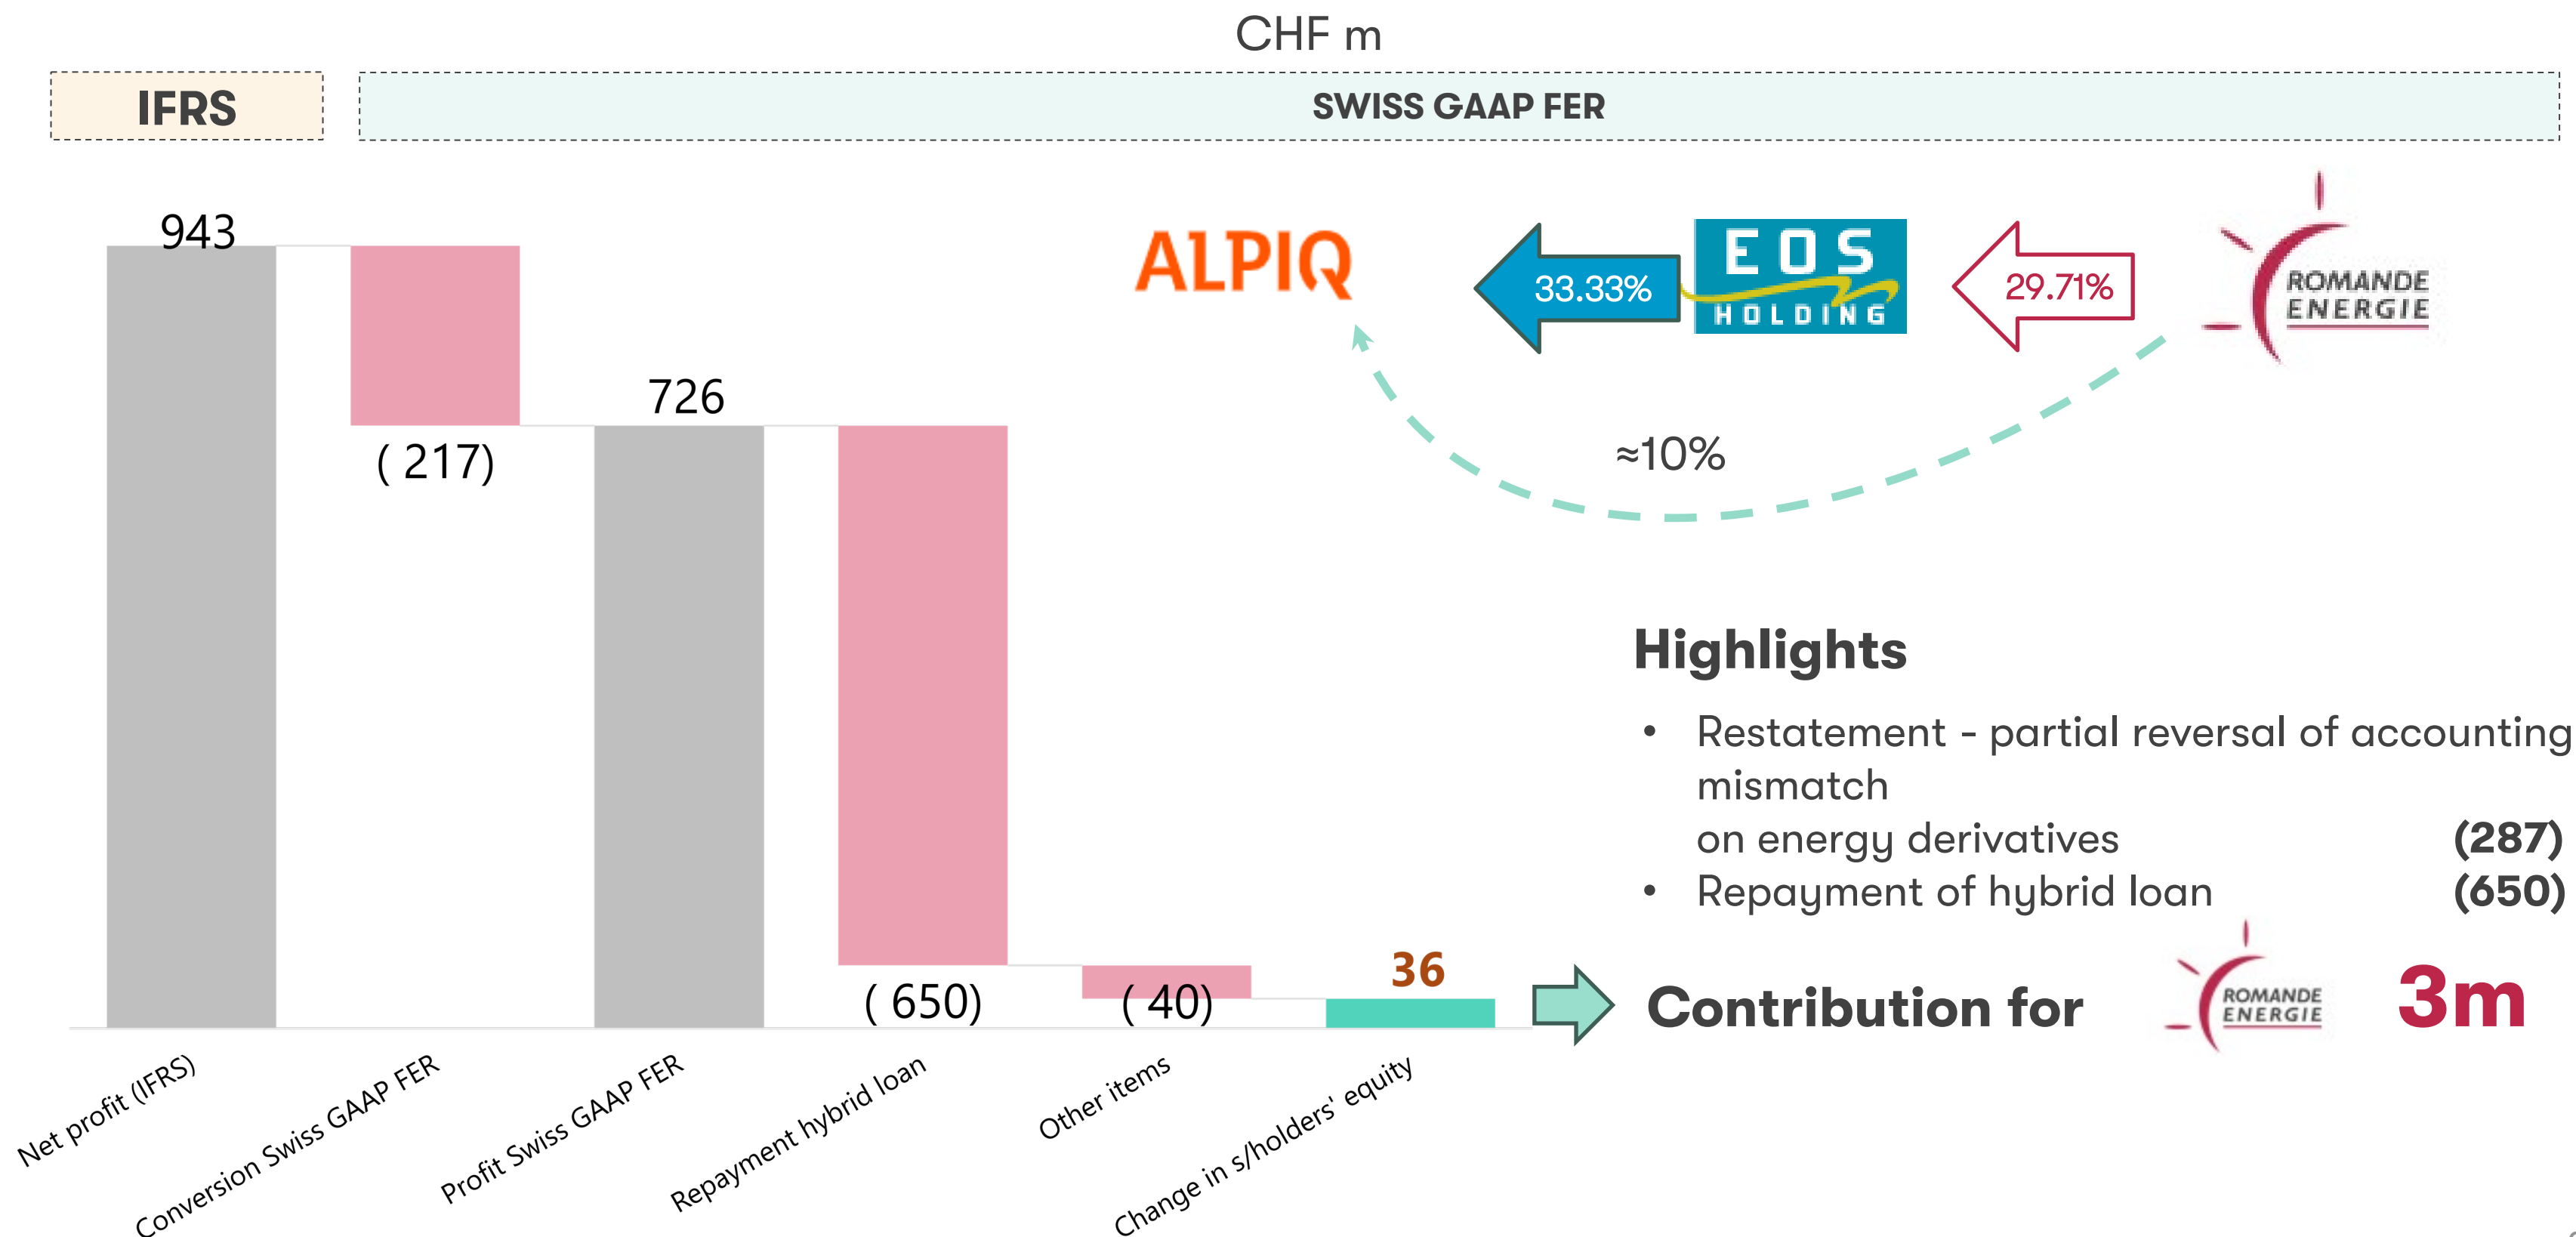 CHF m
IFRS
SWISS GAAP FER
943
( 217)
726
( 650)
( 40)
36
Net profit (IFRS)
Conversion Swiss GAAP FER
Profit Swiss GAAP FER
Repayment hybrid loan
Other items
Change in s/holders' equity
ALPIQ
33.33%
EOS
HOLDING
29.71%
ROMANDE
ENERGIE
≈10%
Highlights
• Restatement - partial reversal of accounting
mismatch
on energy derivatives (287)
• Repayment of hybrid loan (650)
Contribution for
ROMANDE
ENERGIE
3m